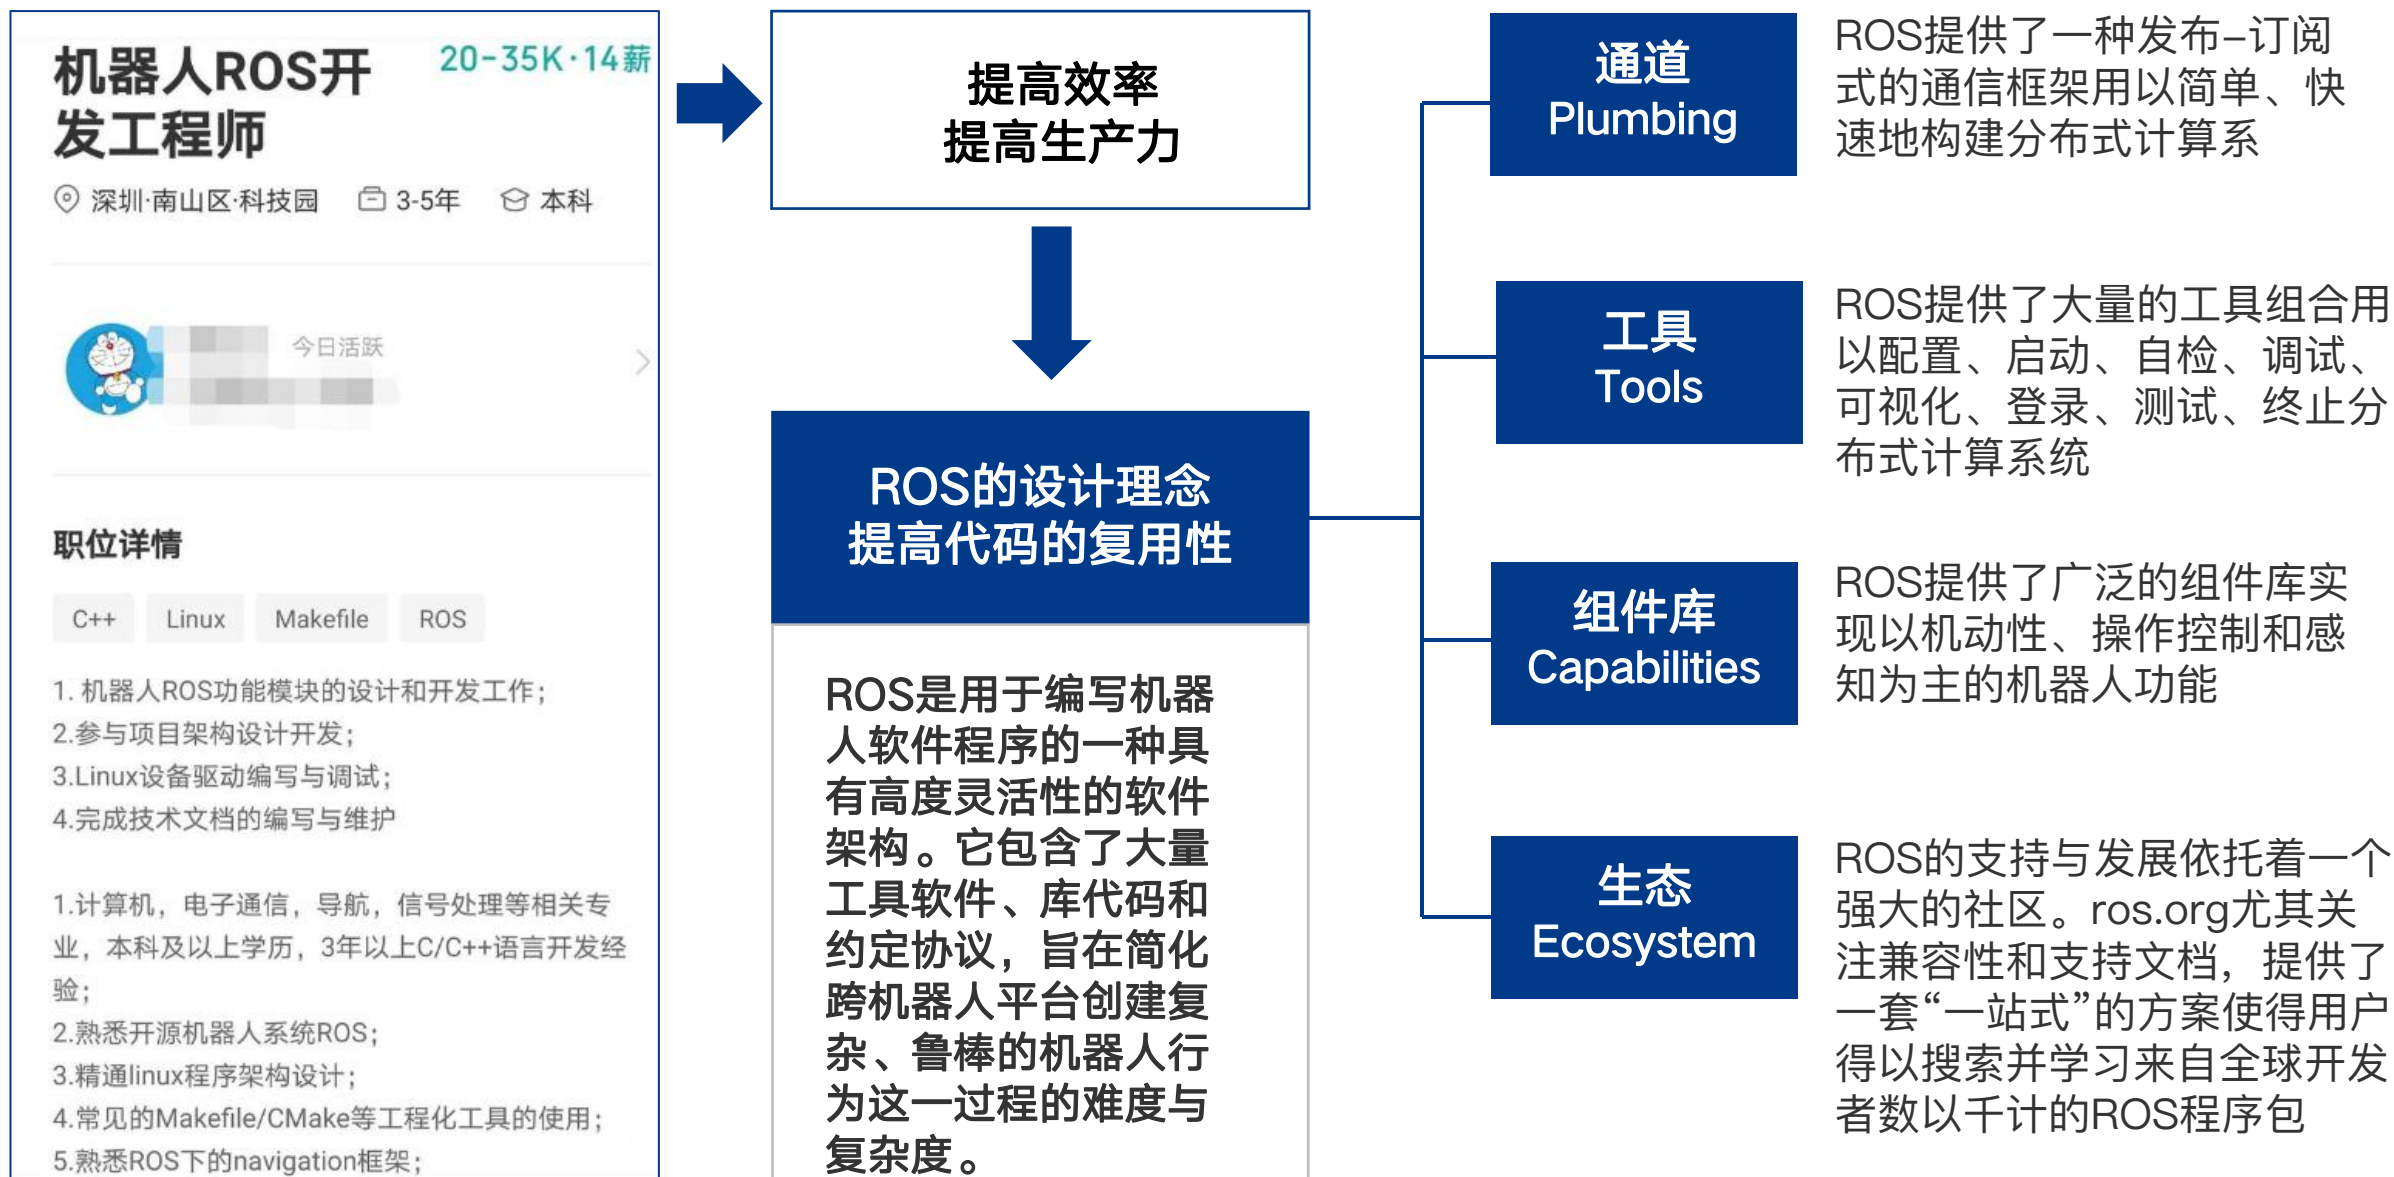 机器人ROS开
发工程师
20-35K·14薪
深圳·南山区·科技园
3-5年
本科
今日活跃
职位详情
C++
Linux
Makefile
ROS
1. 机器人ROS功能模块的设计和开发工作；
2.参与项目架构设计开发；
3.Linux设备驱动编写与调试；
4.完成技术文档的编写与维护
1.计算机，电子通信，导航，信号处理等相关专
业，本科及以上学历，3年以上C/C++语言开发经
验；
2.熟悉开源机器人系统ROS；
3.精通linux程序架构设计；
4.常见的Makefile/CMake等工程化工具的使用；
5.熟悉ROS下的navigation框架；
提高效率
提高生产力
ROS的设计理念
提高代码的复用性
ROS是用于编写机器
人软件程序的一种具
有高度灵活性的软件
架构。它包含了大量
工具软件、库代码和
约定协议，旨在简化
跨机器人平台创建复
杂、鲁棒的机器人行
为这一过程的难度与
复杂度。
通道
Plumbing
ROS提供了一种发布-订阅
式的通信框架用以简单、快
速地构建分布式计算系
工具
Tools
ROS提供了大量的工具组合用
以配置、启动、自检、调试、
可视化、登录、测试、终止分
布式计算系统
组件库
Capabilities
ROS提供了广泛的组件库实
现以机动性、操作控制和感
知为主的机器人功能
生态
Ecosystem
ROS的支持与发展依托着一个
强大的社区。ros.org尤其关
注兼容性和支持文档，提供了
一套“一站式”的方案使得用户
得以搜索并学习来自全球开发
者数以千计的ROS程序包